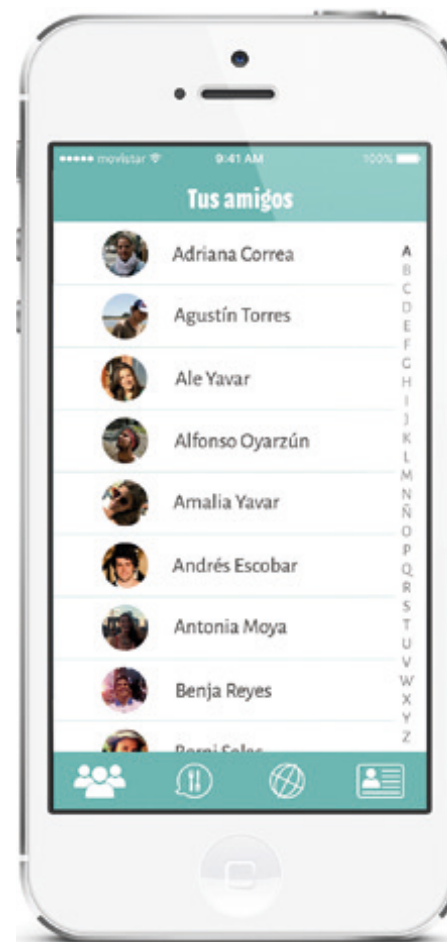 movistar 9:41 AM 100%
Tus amigos
Adriana Correa
Agustín Torres
Ale Yavar
Alfonso Oyarzún
Amalia Yavar
Andrés Escobar
Antonia Moya
Benja Reyes
A
B
C
D
E
F
G
H
I
J
K
L
M
N
Ñ
O
P
Q
R
S
T
U
V
W
X
Y
Z